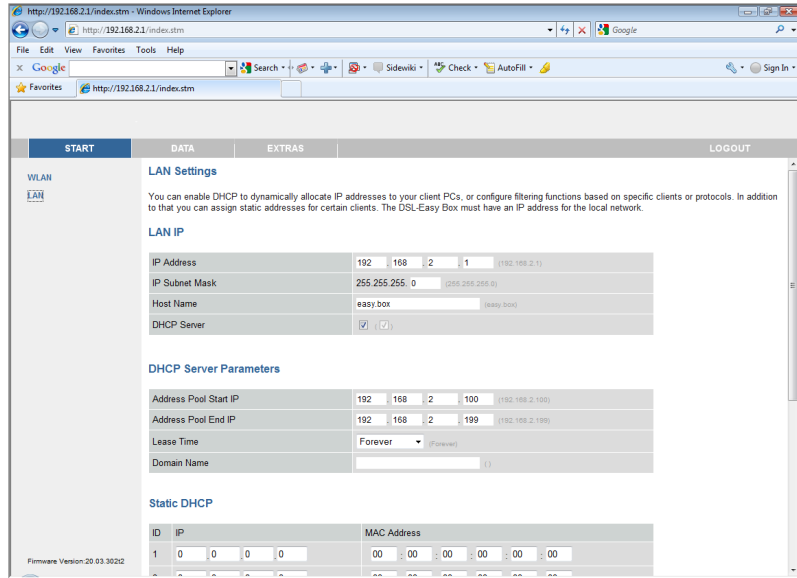 http://192.168.2.1/index.stm - Windows Internet Explorer
http://192.168.2.1/index.stm
Google
File Edit View Favorites Tools Help
x Google Search Sidewiki Check AutoFill Sign In
Favorites http://192.168.2.1/index.stm
START DATA EXTRAS LOGOUT
WLAN
LAN
LAN Settings
You can enable DHCP to dynamically allocate IP addresses to your client PCs, or configure filtering functions based on specific clients or protocols. In addition
to that you can assign static addresses for certain clients. The DSL-Easy Box must have an IP address for the local network.
LAN IP
IP Address 192 . 168 . 2 . 1 (192.168.2.1)
IP Subnet Mask 255.255.255. 0 (255.255.255.0)
Host Name easy.box (easy.box)
DHCP Server ( )
DHCP Server Parameters
Address Pool Start IP 192 . 168 . 2 . 100 (192.168.2.100)
Address Pool End IP 192 . 168 . 2 . 199 (192.168.2.199)
Lease Time Forever (Forever)
Domain Name ( )
Static DHCP
ID IP MAC Address
1 0 . 0 . 0 . 0 00 : 00 : 00 : 00 : 00 : 00
Firmware Version:20.03.302t2